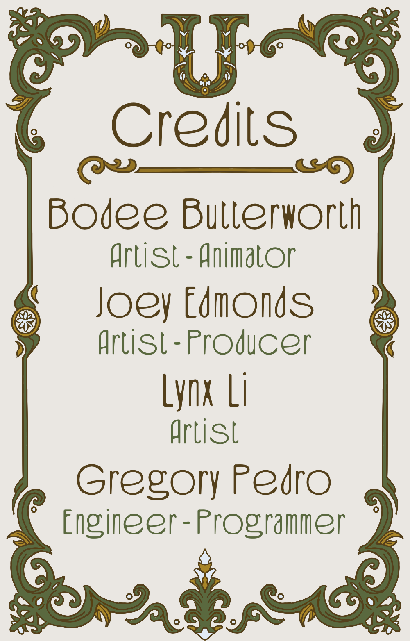 U
Credits
Bodee Butterworth
Artist-Animator
Joey Edmonds
Artist-Producer
Lynx Li
Artist
Gregory Pedro
Engineer-Programmer